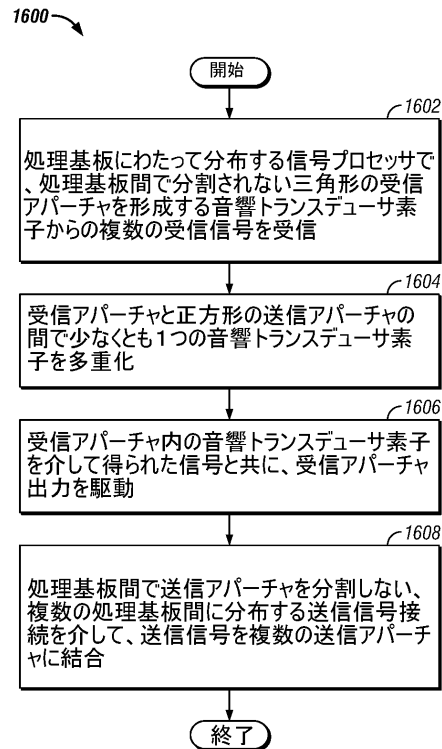 1600
開始
1602
処理基板にわたって分布する信号プロセッサで
、処理基板間で分割されない三角形の受信
アパーチャを形成する音響トランスデューサ素
子からの複数の受信信号を受信
1604
受信アパーチャと正方形の送信アパーチャの
間で少なくとも1つの音響トランスデューサ素
子を多重化
1606
受信アパーチャ内の音響トランスデューサ素子
を介して得られた信号と共に、受信アパーチャ
出力を駆動
1608
処理基板間で送信アパーチャを分割しない、
複数の処理基板間に分布する送信信号接
続を介して、送信信号を複数の送信アパーチ
ャに結合
終了